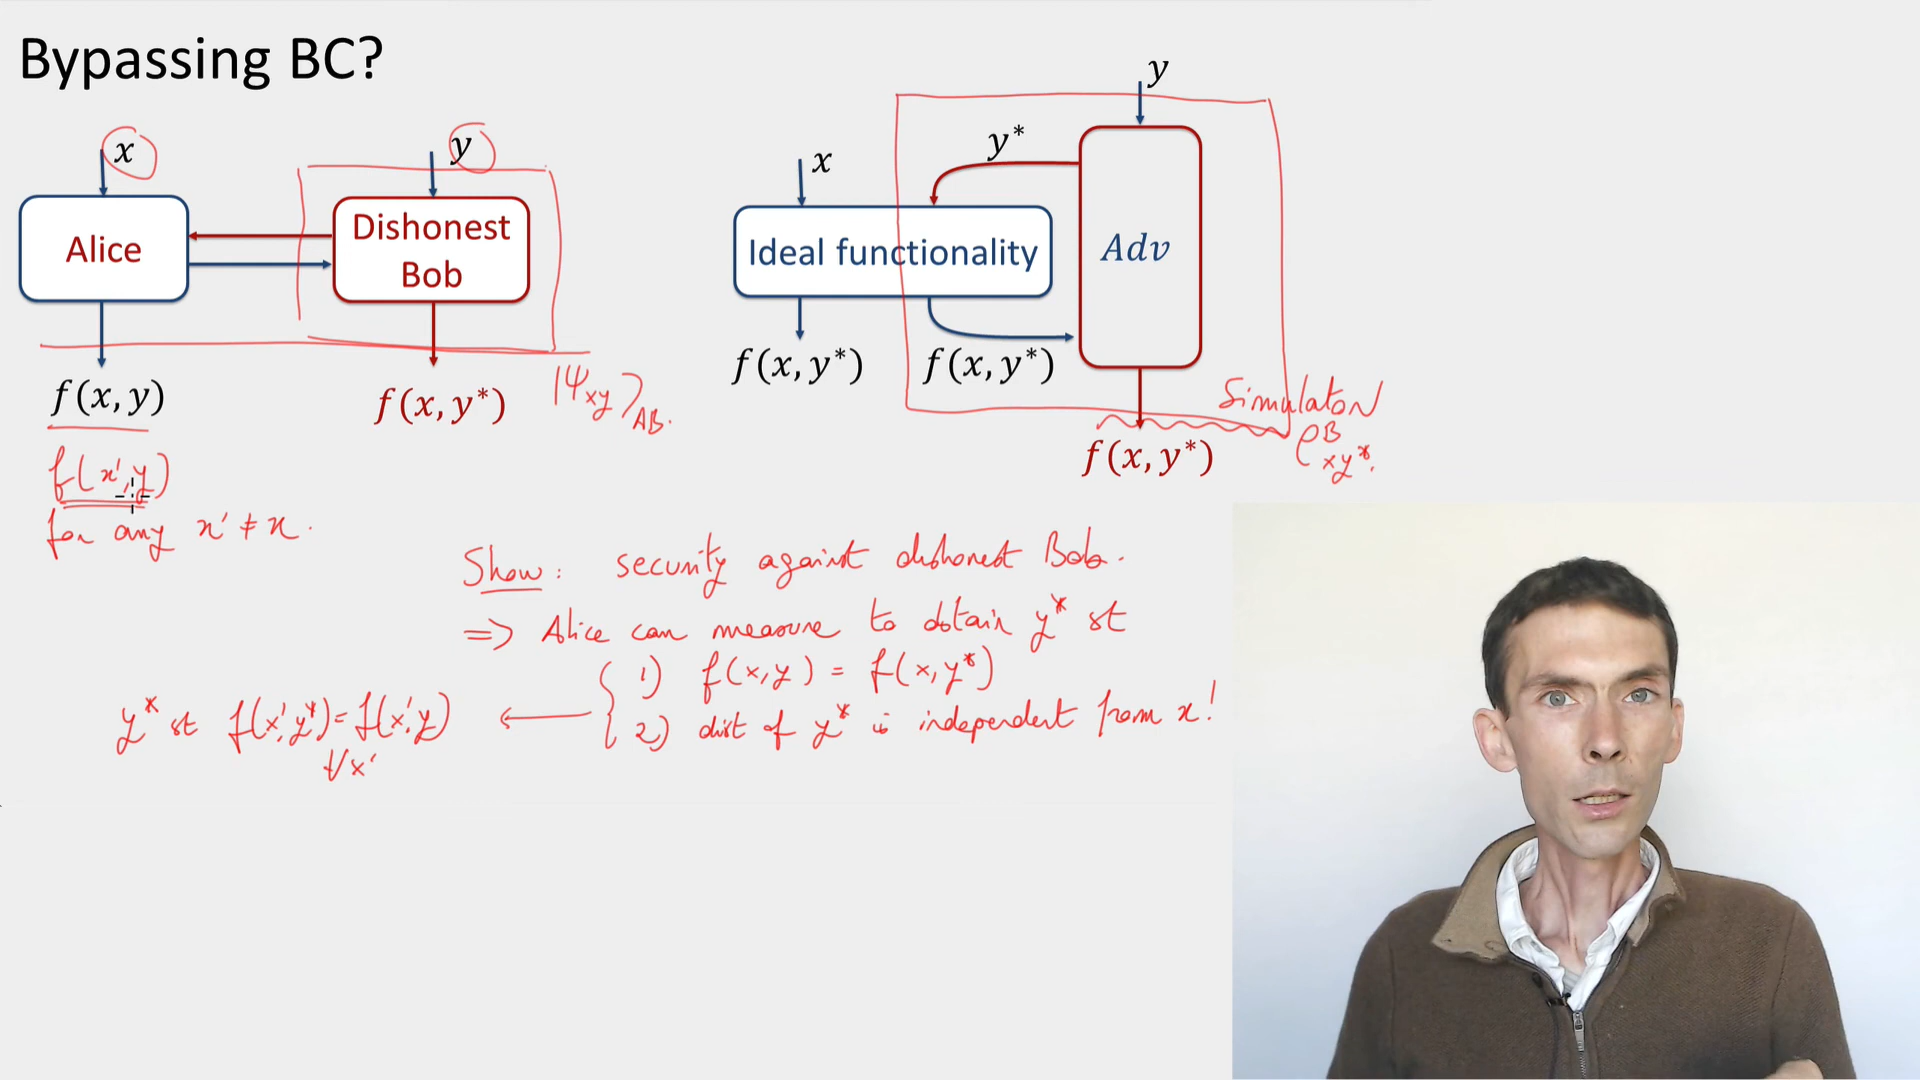 Bypassing BC?
x
y
Alice
Dishonest
Bob
f(x, y)
f(x, y*)
|Ψxy⟩AB.
f(x',y)
for any x' ≠ x.
y
y*
x
Ideal functionality
Adv
f(x, y*)
f(x, y*)
f(x, y*)
Simulator
ρ^B xy*.
Show: security against dishonest Bob.
=> Alice can measure to obtain y* st
1) f(x,y) = f(x,y*)
2) dist of y* is independent from x!
y* st f(x',y*) = f(x',y)
∀x'